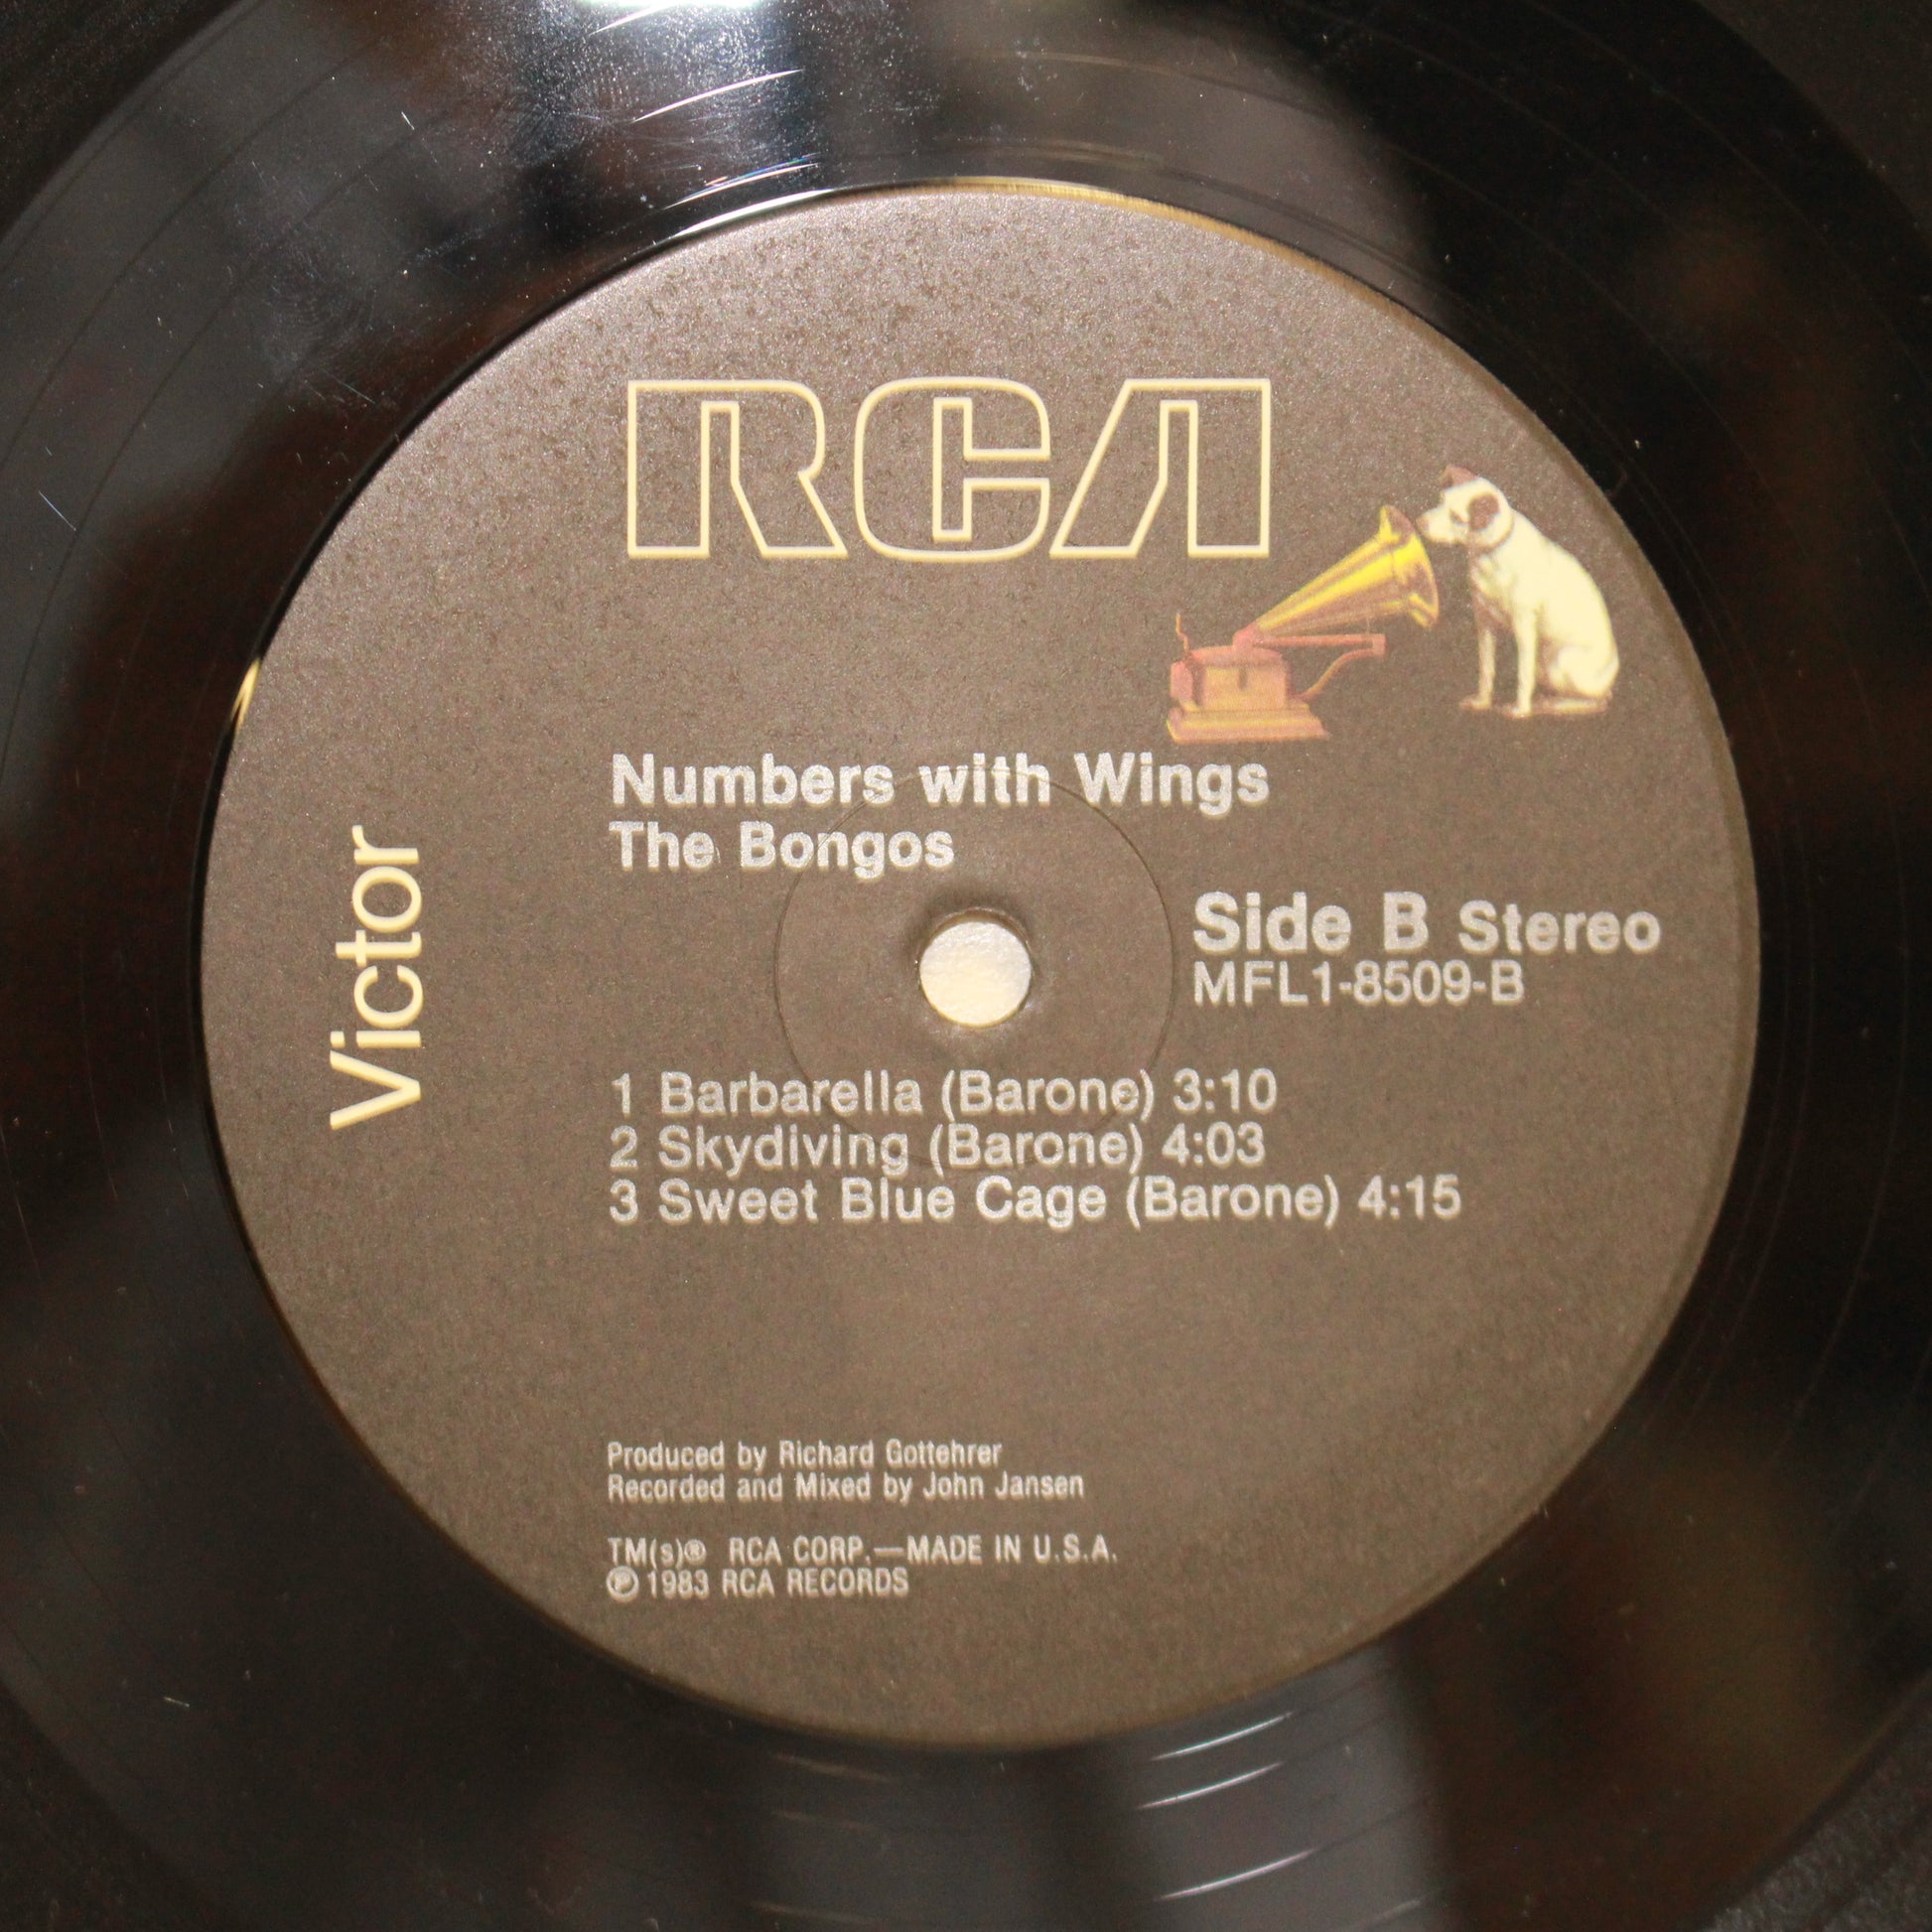 RCA
Victor
Numbers with Wings
The Bongos
Side B Stereo
MFL1-8509-B
1 Barbarella (Barone) 3:10
2 Skydiving (Barone) 4:03
3 Sweet Blue Cage (Barone) 4:15
Produced by Richard Gottehrer
Recorded and Mixed by John Jansen
TM(s)® RCA CORP.—MADE IN U.S.A.
℗ 1983 RCA RECORDS